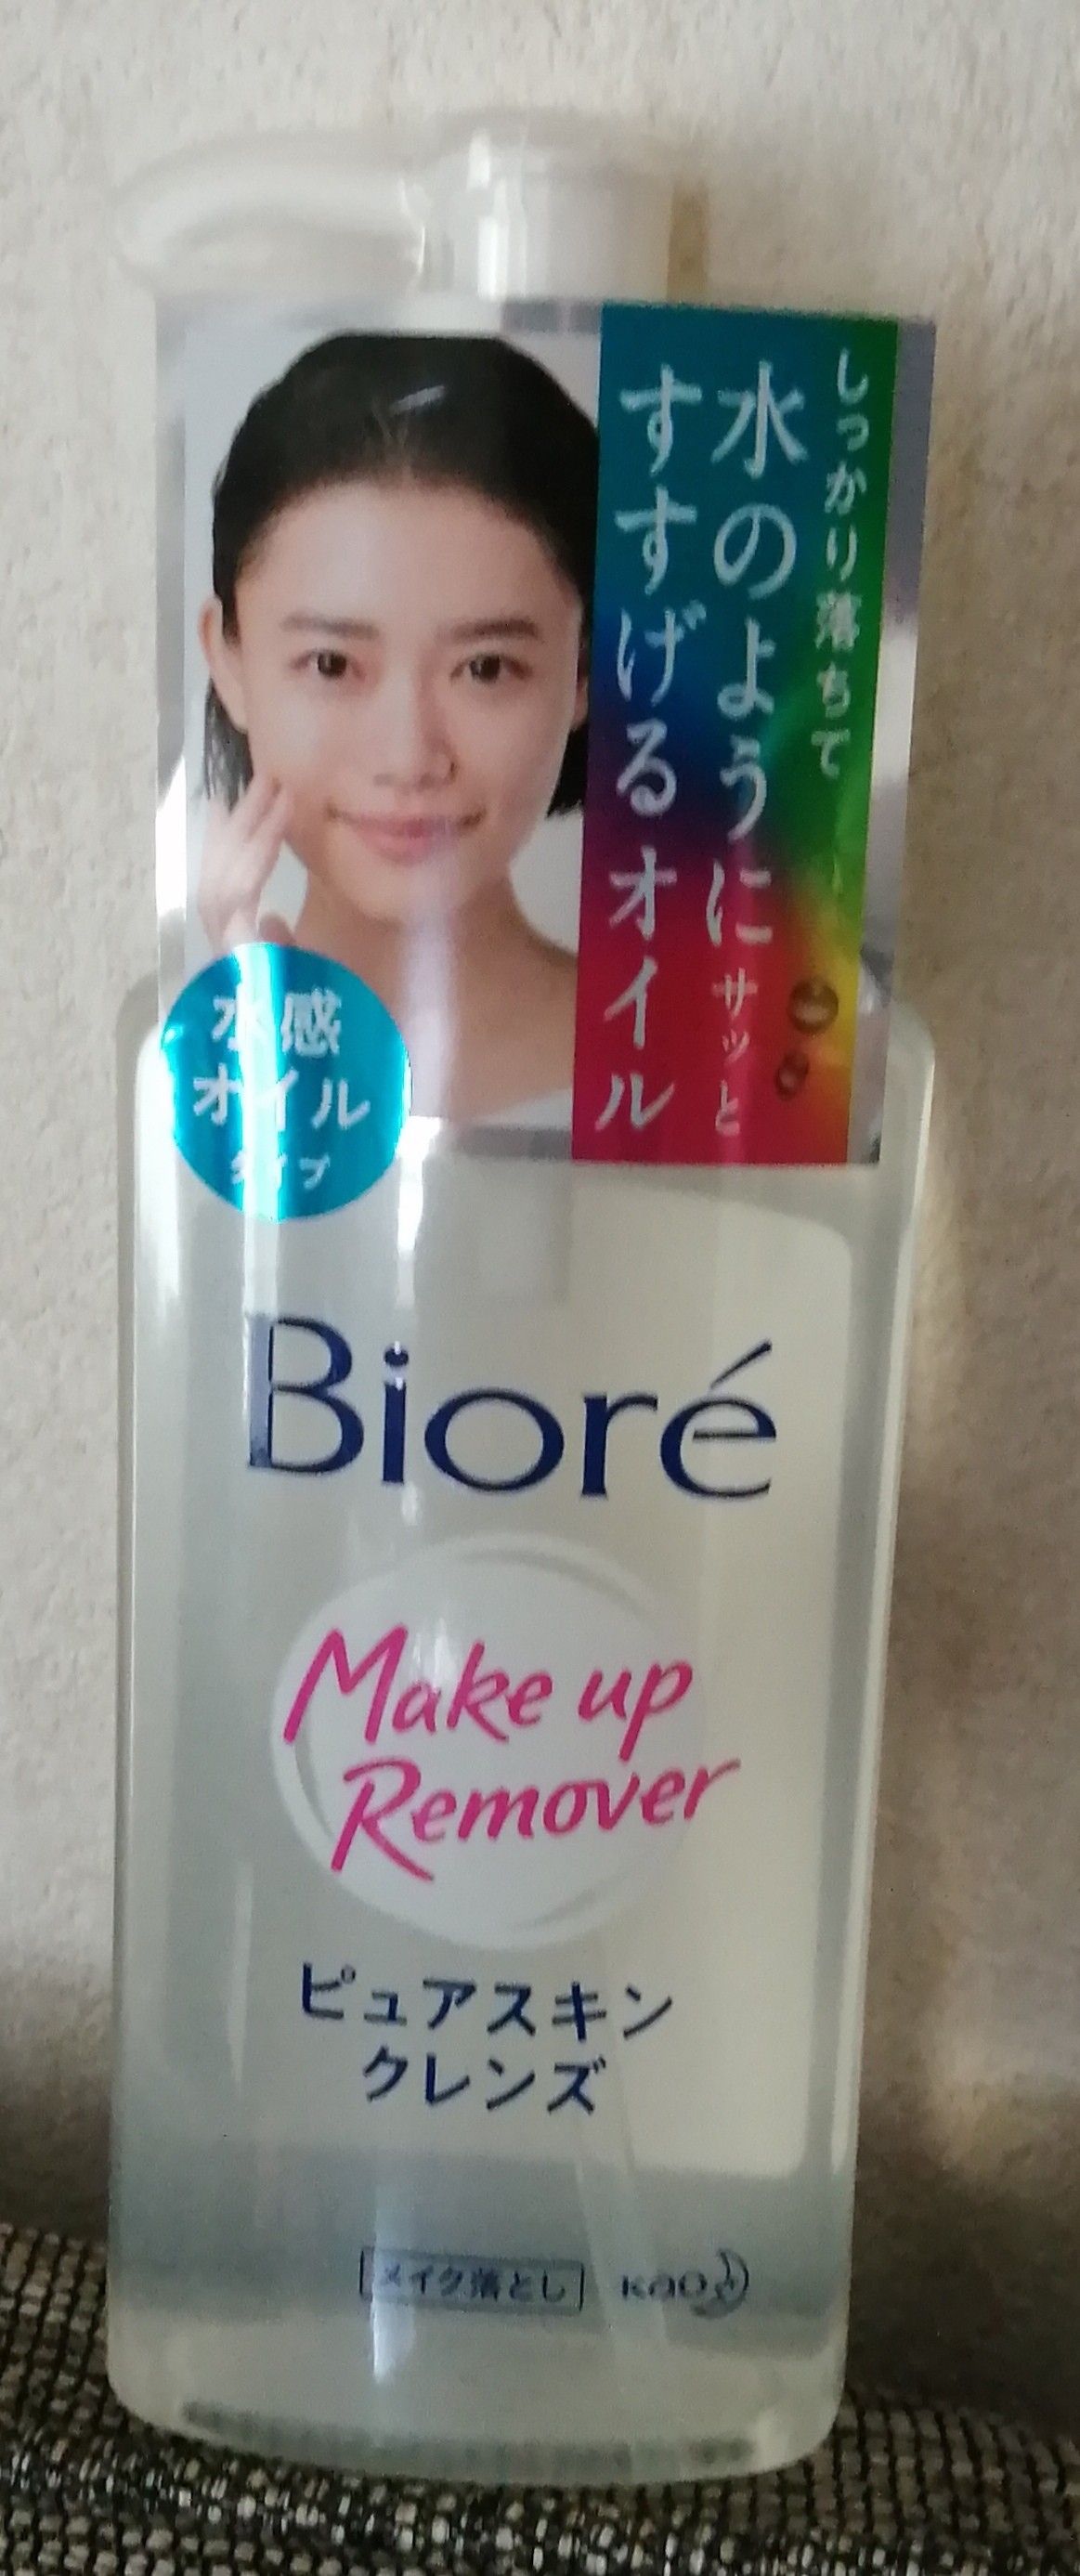 しっかり落ちて
水のようにサッと
すすげるオイル
水感
オイル
タイプ
Bioré
Make up
Remover
ピュアスキン
クレンズ
メイク落とし
Kao